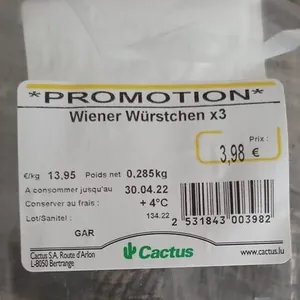 *PROMOTION*
Wiener Würstchen x3
Prix :
3,98 €
€/kg 13,95 Poids net 0,285kg
A consommer jusqu'au 30.04.22
Conserver au frais : + 4°C
Lot/Sanitel : 134.22
GAR
2 531843 003982
Cactus S.A. Route d'Arlon
L-8050 Bertrange
Cactus
www.cactus.lu